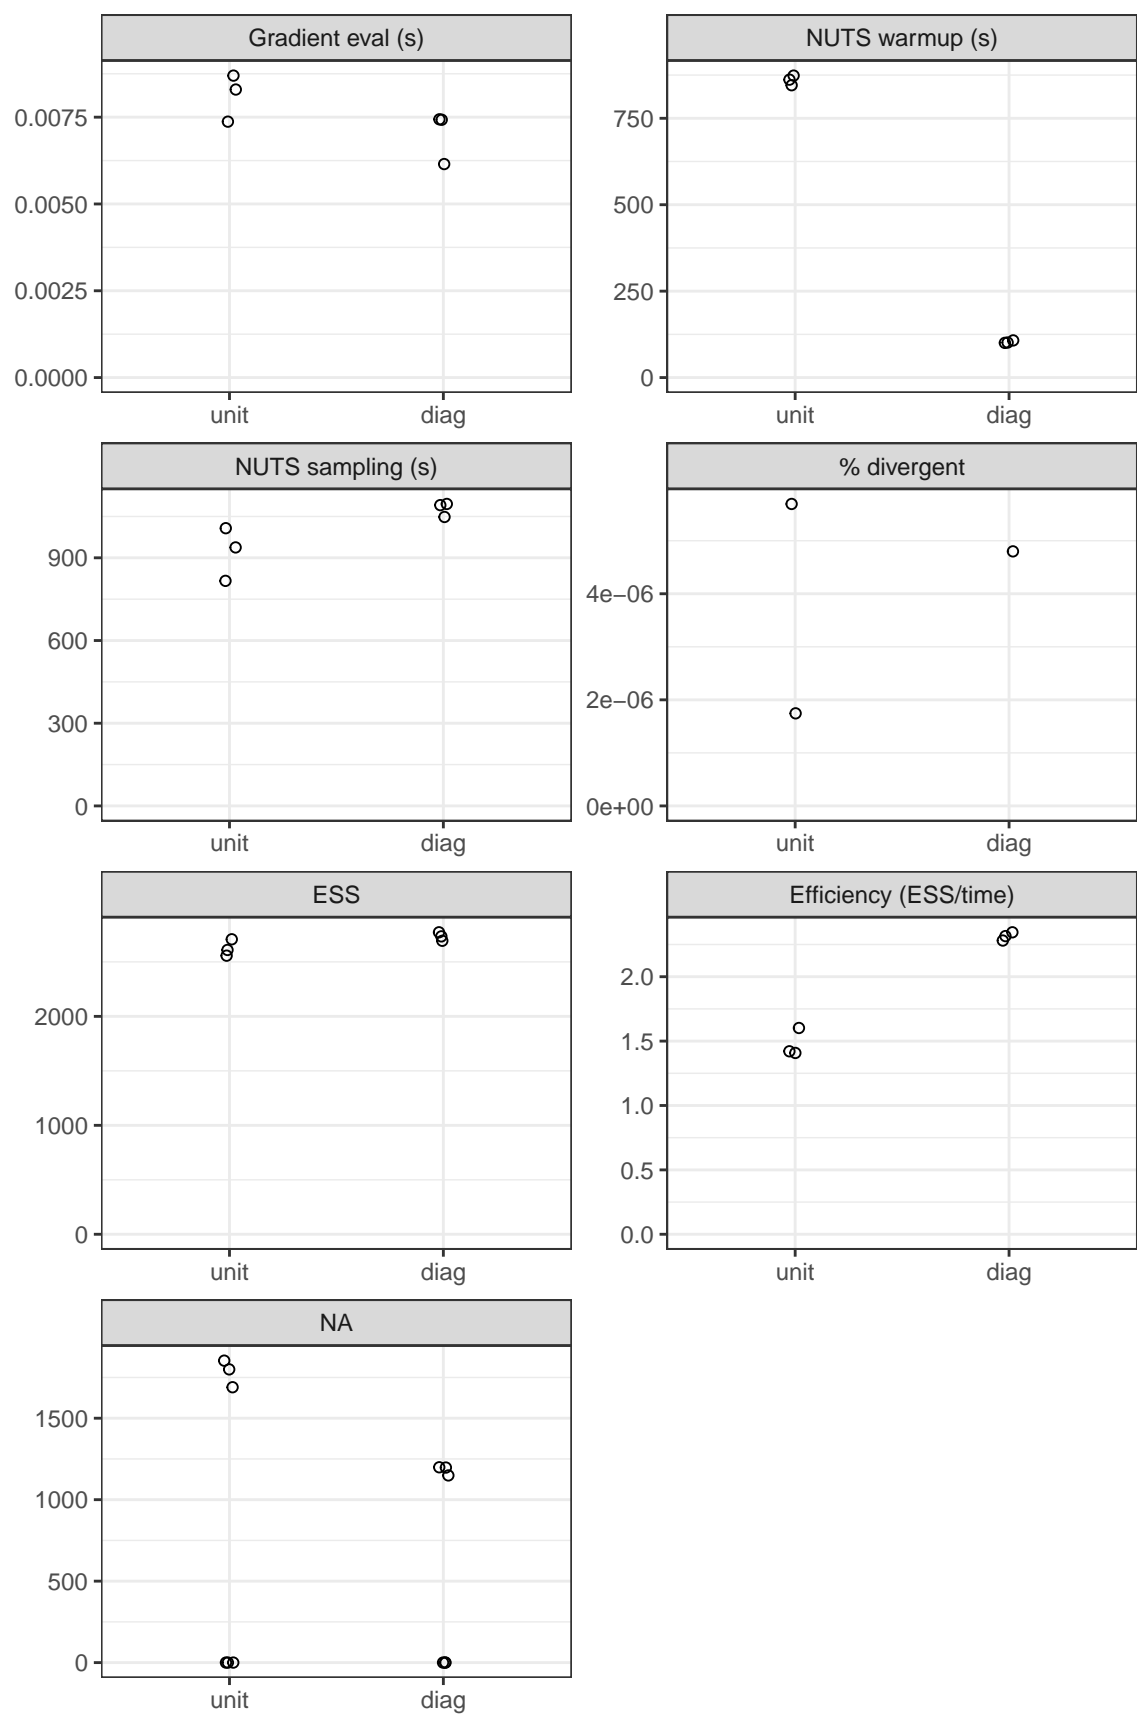 Gradient eval (s)
NUTS warmup (s)
0.0075
0.0050
0.0025
0.0000
unit diag
750
500
250
0
unit diag
NUTS sampling (s)
% divergent
900
600
300
0
unit diag
4e−06
2e−06
0e+00
unit diag
ESS
Efficiency (ESS/time)
2000
1000
0
unit diag
2.0
1.5
1.0
0.5
0.0
unit diag
NA
1500
1000
500
0
unit diag